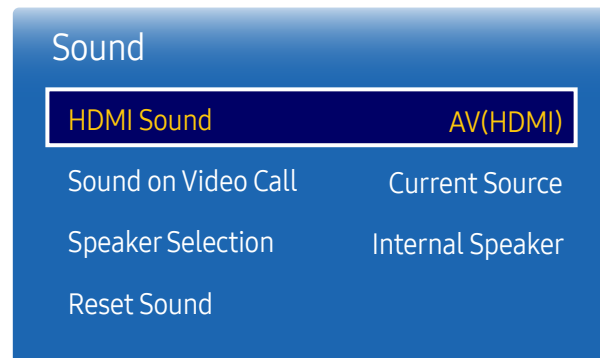 Sound
HDMI Sound AV(HDMI)
Sound on Video Call Current Source
Speaker Selection Internal Speaker
Reset Sound